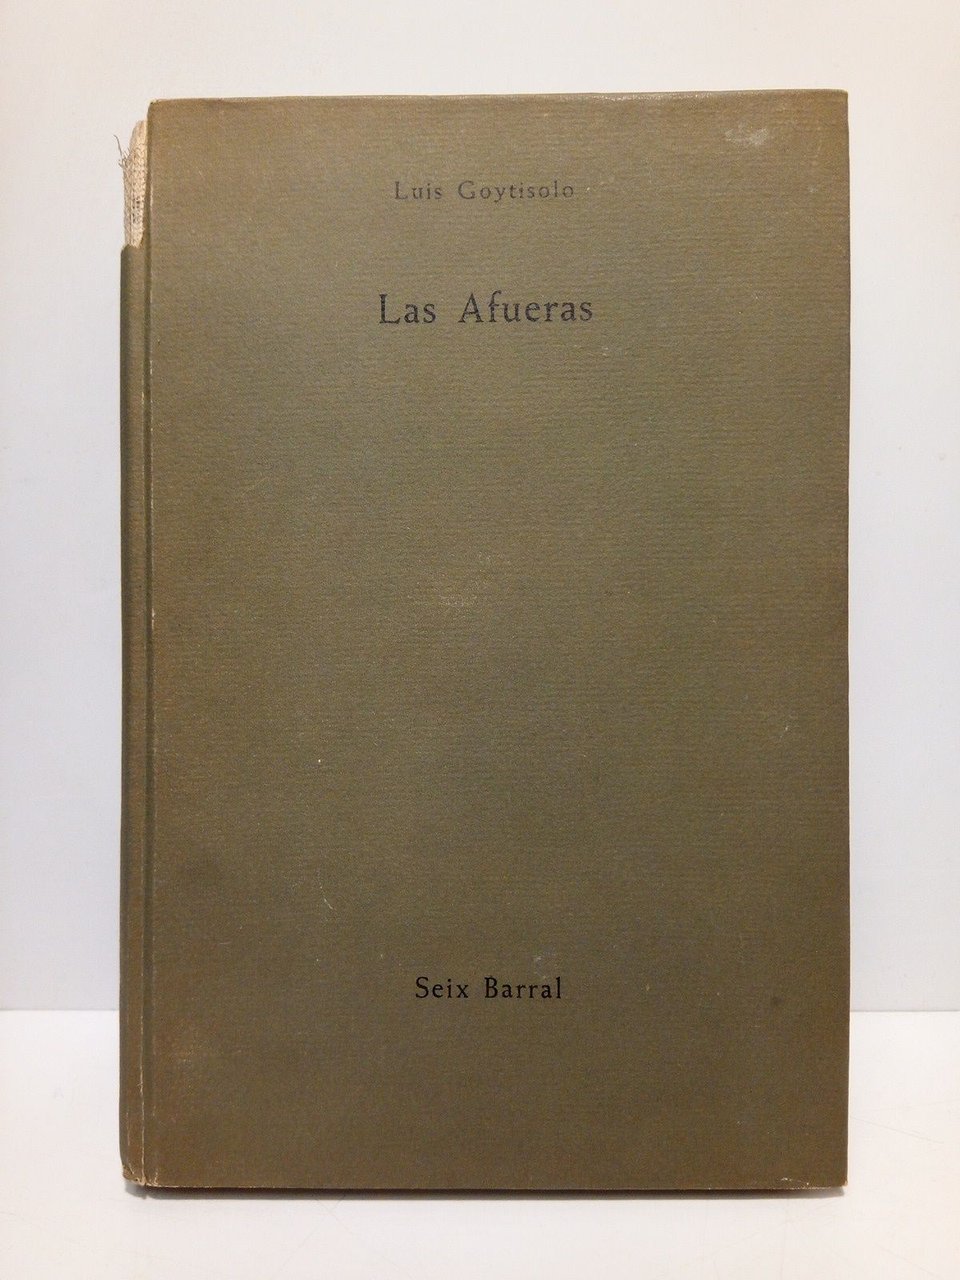 Luis Goytisolo
Las Afueras
Seix Barral